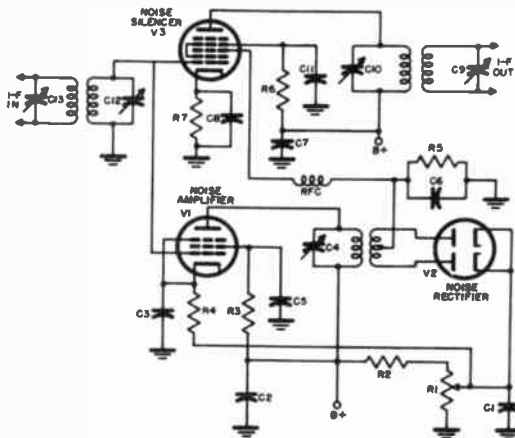 NOISE
SILENCER
V3
I-F
IN
C13
C12
R7
C8
R6
C11
C7
B+
C10
C9
I-F
OUT
RFC
R5
C6
NOISE
AMPLIFIER
V1
C3
R4
R3
C5
C4
V2
NOISE
RECTIFIER
C2
B+
R2
R1
C1